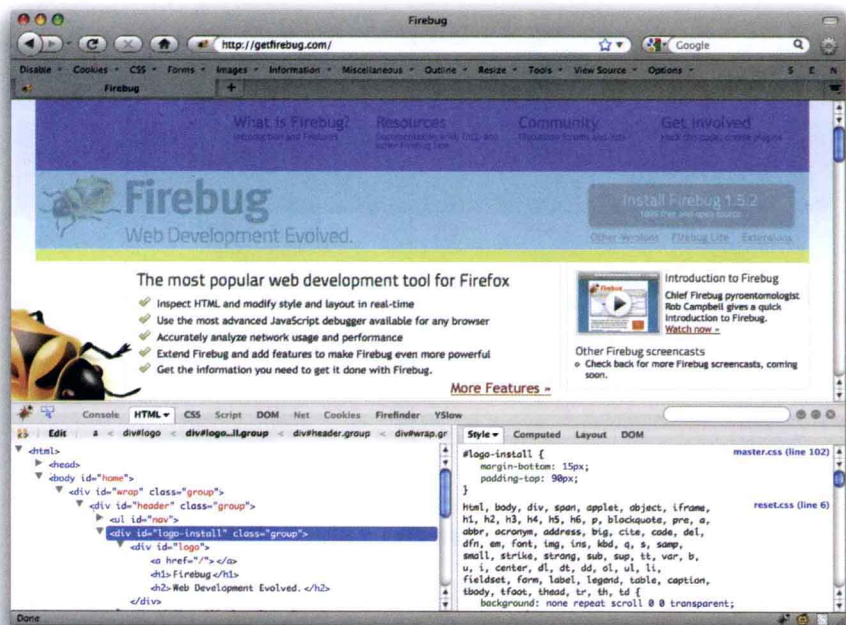 Firebug
http://getfirebug.com/
Google
Disable Cookies CSS Forms Images Information Miscellaneous Outline Resize Tools View Source Options S E N
Firebug +
What is Firebug? Resources Community Get Involved
Introduction and Features
Firebug
Web Development Evolved.
Install Firebug 1.5.2
100% free and open source
Other Versions Firebug Lite Extensions
The most popular web development tool for Firefox
Inspect HTML and modify style and layout in real-time
Use the most advanced JavaScript debugger available for any browser
Accurately analyze network usage and performance
Extend Firebug and add features to make Firebug even more powerful
Get the information you need to get it done with Firebug.
More Features »
Introduction to Firebug
Chief Firebug pyroentomologist
Rob Campbell gives a quick
introduction to Firebug.
Watch now »
Other Firebug screencasts
Check back for more Firebug screencasts, coming
soon.
Console HTML CSS Script DOM Net Cookies Firefinder YSlow
Edit a < div#logo < div#logo...ll.group < div#header.group < div#wrap.gr
<html>
<head>
<body id="home">
<div id="wrap" class="group">
<div id="header" class="group">
<ul id="nav">
<div id="logo-install" class="group">
<div id="logo">
<a href="/"></a>
<h1>Firebug</h1>
<h2>Web Development Evolved.</h2>
</div>
Style Computed Layout DOM
#logo-install { master.css (line 102)
margin-bottom: 15px;
padding-top: 90px;
}
html, body, div, span, applet, object, iframe, reset.css (line 6)
h1, h2, h3, h4, h5, h6, p, blockquote, pre, a,
abbr, acronym, address, big, cite, code, del,
dfn, em, font, img, ins, kbd, q, s, samp,
small, strike, strong, sub, sup, tt, var, b,
u, i, center, dl, dt, dd, ol, ul, li,
fieldset, form, label, legend, table, caption,
tbody, tfoot, thead, tr, th, td {
background: none repeat scroll 0 0 transparent;
Done